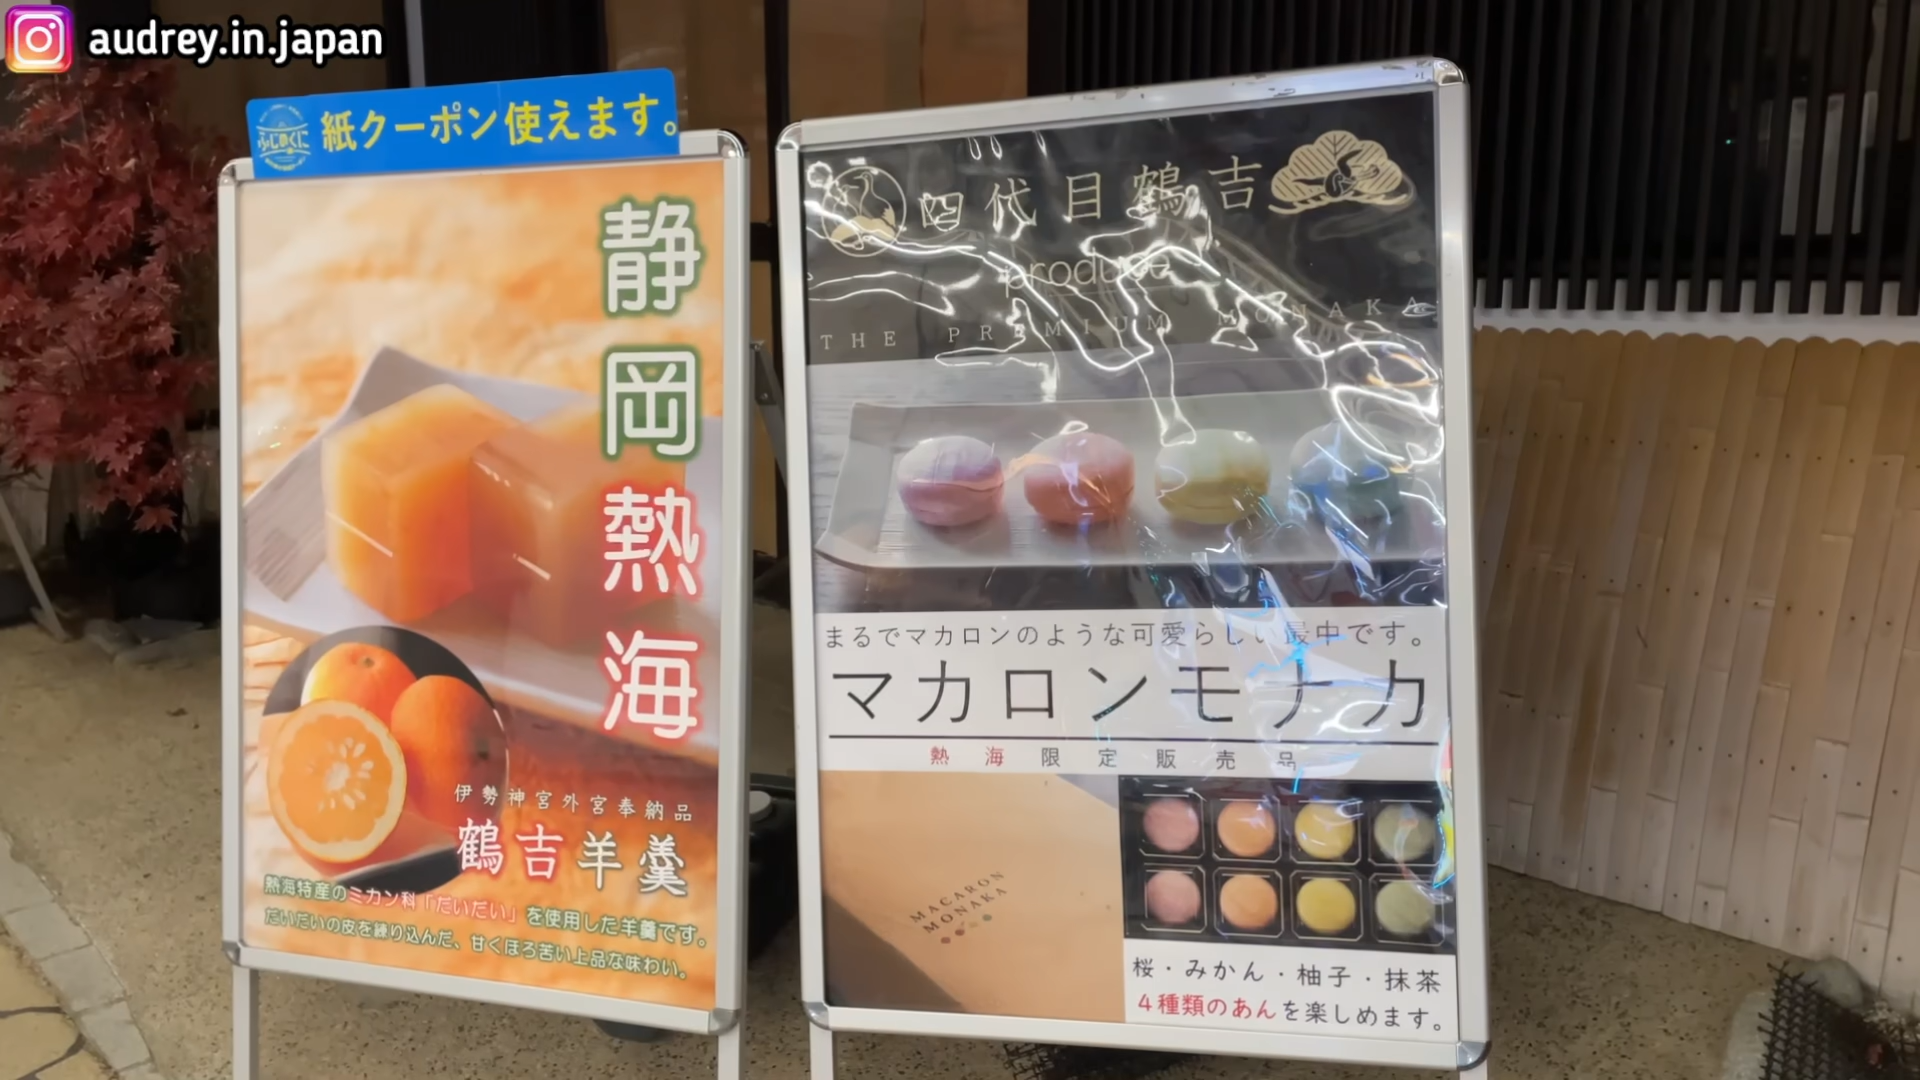 audrey.in.japan
ふじのくに
紙クーポン使えます。
静岡熱海
伊勢神宮外宮奉納品
鶴吉羊羹
熱海特産のミカン科「だいだい」を使用した羊羹です。
だいだいの皮を練り込んだ、甘くほろ苦い上品な味わい。
四代目鶴吉
produce
THE PREMIUM MONAKA
まるでマカロンのような可愛らしい最中です。
マカロンモナカ
熱海限定販売品
MACARON
MONAKA
桜・みかん・柚子・抹茶
4種類のあんを楽しめます。